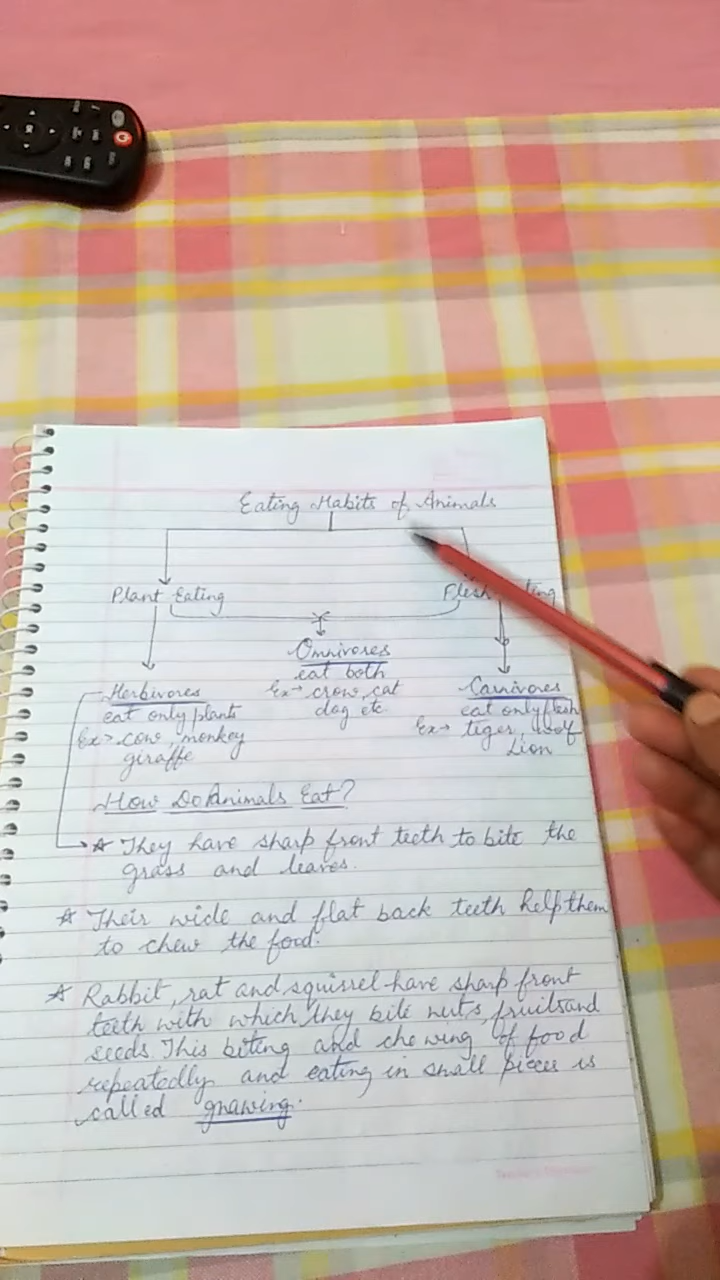 Eating Habits of Animals
Plant Eating
Omnivores
eat both
Ex→ crow, cat
dog etc.
Herbivores
eat only plants
Ex→ cow, monkey
giraffe
Carnivores
eat only flesh
Ex→ tiger, wolf
Lion
How Do Animals Eat?
☆ They have sharp front teeth to bite the
grass and leaves.
☆ Their wide and flat back teeth help them
to chew the food.
☆ Rabbit, rat and squirrel have sharp front
teeth with which they bite nuts, fruits and
seeds. This biting and chewing of food
repeatedly and eating in small pieces is
called gnawing.